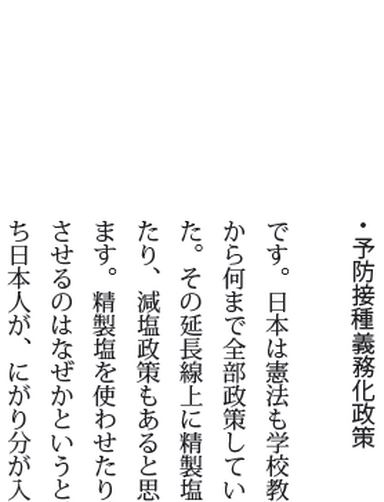 ・予防接種義務化政策
です。日本は憲法も学校教
から何まで全部政策してい
た。その延長線上に精製塩
たり、減塩政策もあると思
ます。精製塩を使わせたり
させるのはなぜかというと
ち日本人が、にがり分が入